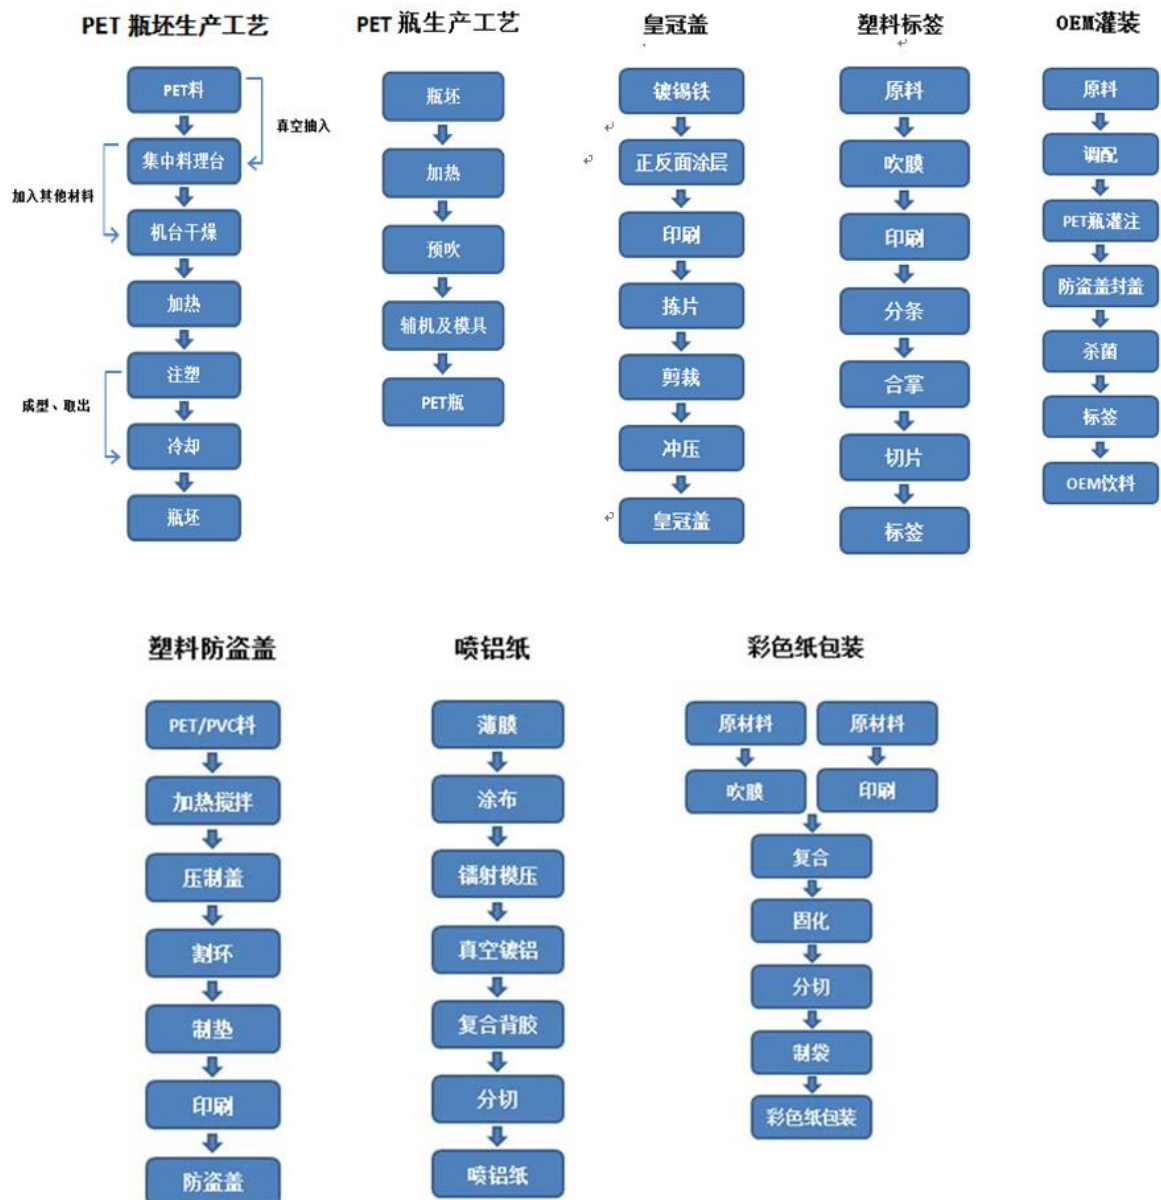 PET 瓶坯生产工艺
PET料
真空抽入
集中料理台
加入其他材料
机台干燥
加热
注塑
成型、取出
冷却
瓶坯
PET 瓶生产工艺
瓶坯
加热
预吹
辅机及模具
PET瓶
皇冠盖
镀锡铁
正反面涂层
印刷
拣片
剪裁
冲压
皇冠盖
塑料标签
原料
吹膜
印刷
分条
合掌
切片
标签
OEM灌装
原料
调配
PET瓶灌注
防盗盖封盖
杀菌
标签
OEM饮料
塑料防盗盖
PET/PVC料
加热搅拌
压制盖
割环
制垫
印刷
防盗盖
喷铝纸
薄膜
涂布
镭射模压
真空镀铝
复合背胶
分切
喷铝纸
彩色纸包装
原材料
原材料
吹膜
印刷
复合
固化
分切
制袋
彩色纸包装